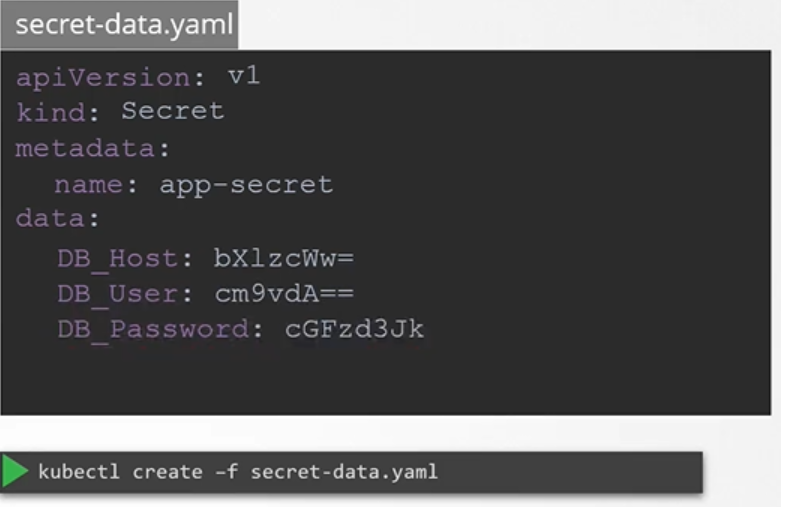 secret-data.yaml
apiVersion: v1
kind: Secret
metadata:
  name: app-secret
data:
  DB_Host: bXlzcWw=
  DB_User: cm9vdA==
  DB_Password: cGFzd3Jk
kubectl create –f secret-data.yaml